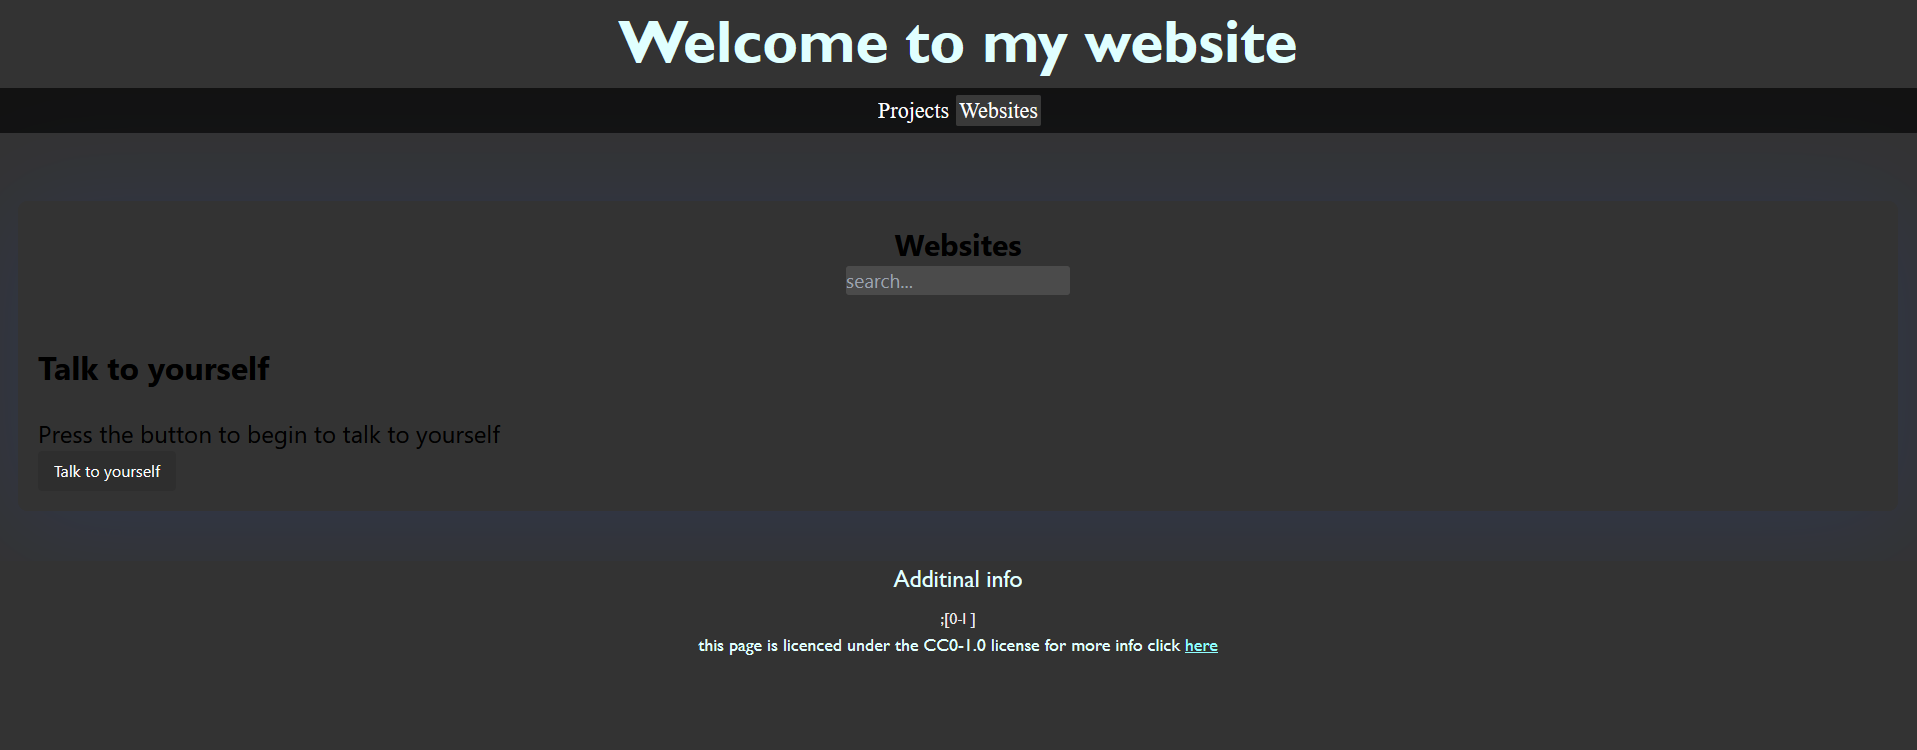 Welcome to my website
Projects Websites
Websites
search...
Talk to yourself
Press the button to begin to talk to yourself
Talk to yourself
Additinal info
;[0-l ]
this page is licenced under the CC0-1.0 license for more info click here